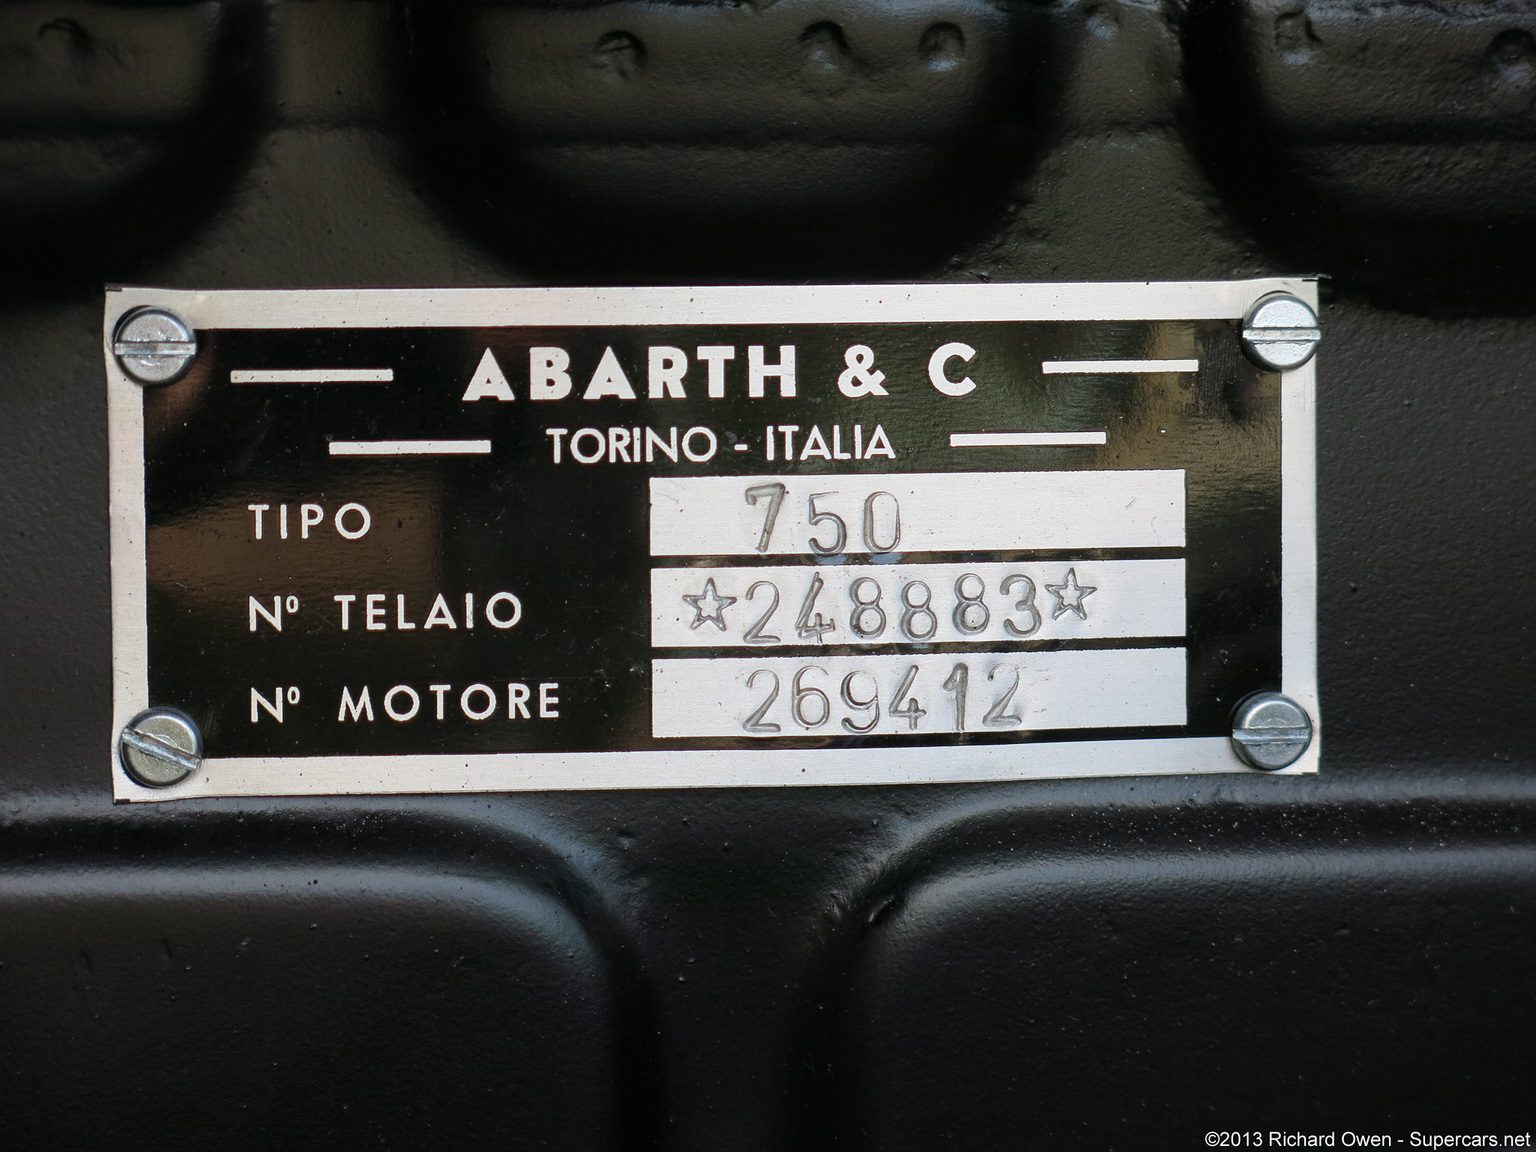 ABARTH & C
TORINO - ITALIA
TIPO 750
Nº TELAIO ☆248883☆
Nº MOTORE 269412
©2013 Richard Owen - Supercars.net